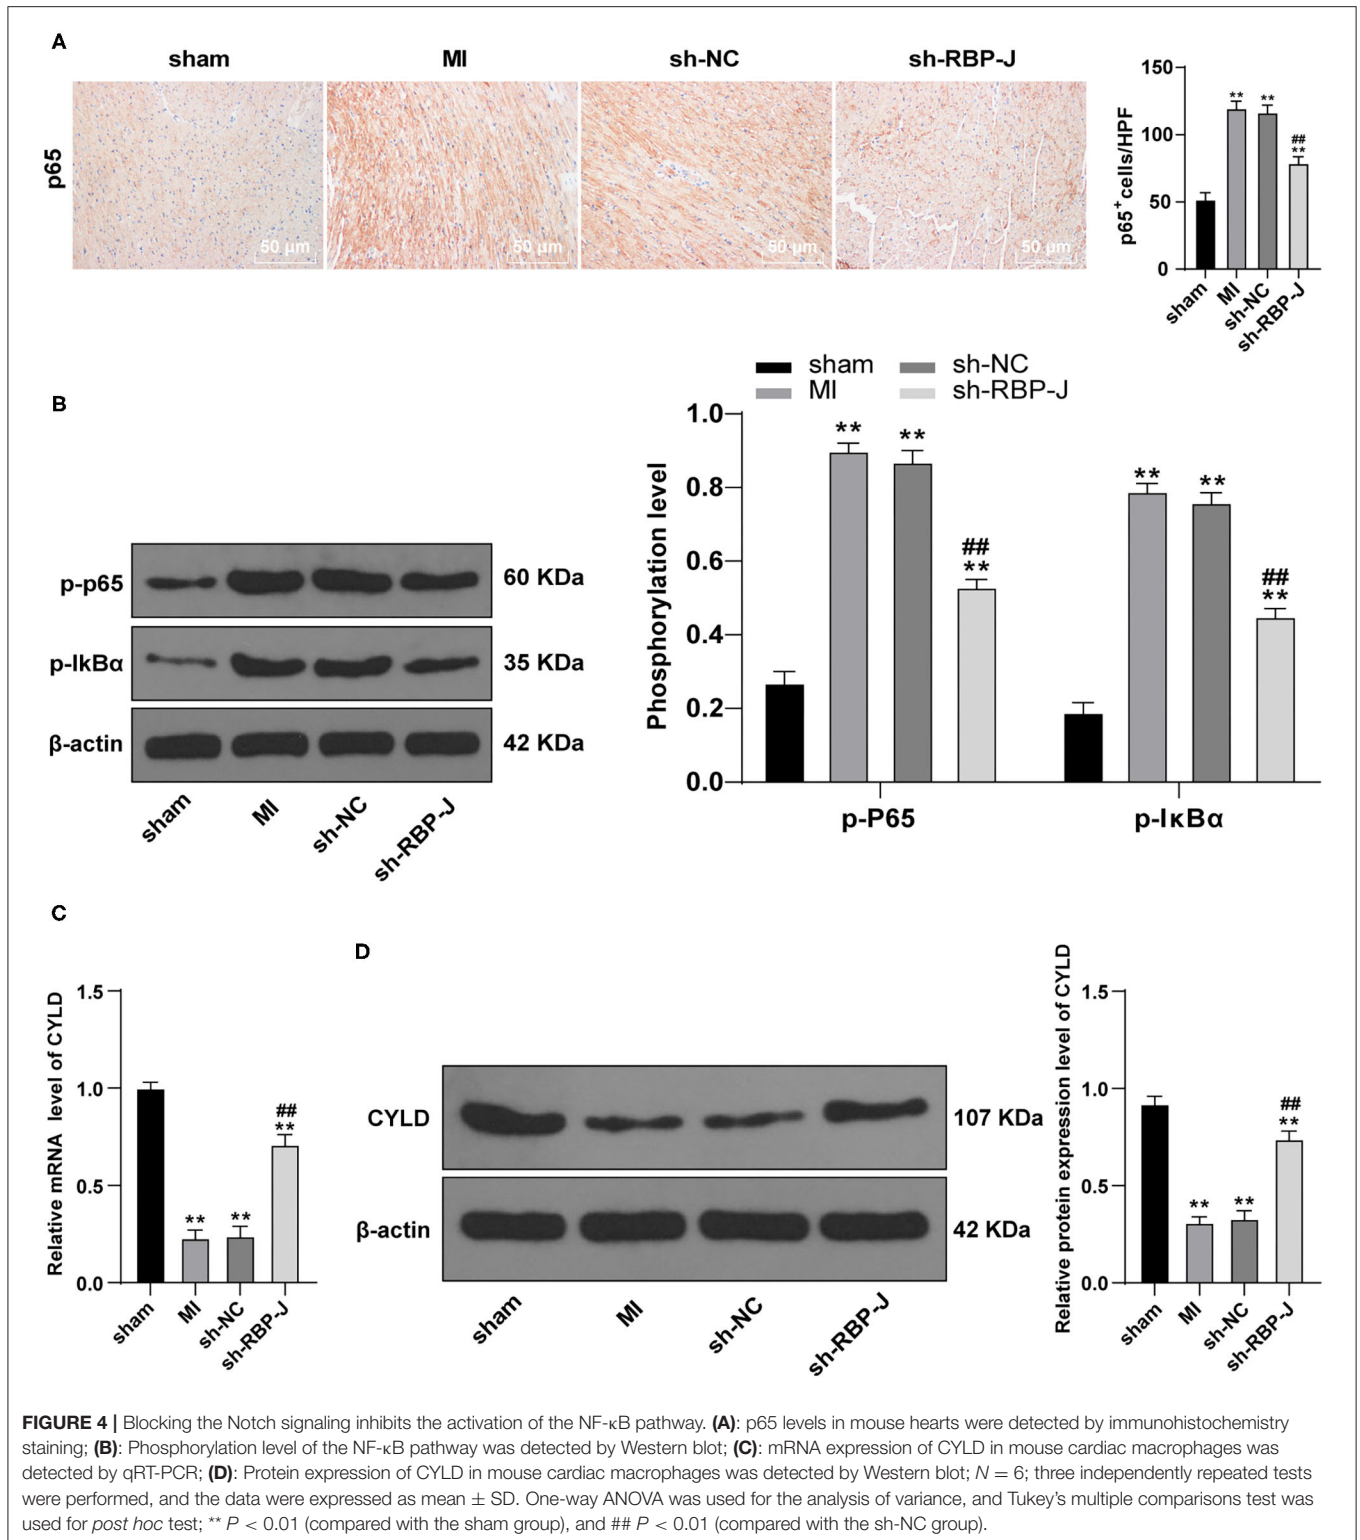 A
sham
MI
sh-NC
sh-RBP-J
p65
50 μm
50 μm
50 μm
50 μm
p65+ cells/HPF
150
100
50
0
**
**
##
**
sham
MI
sh-NC
sh-RBP-J
B
p-p65
60 KDa
p-IkBα
35 KDa
β-actin
42 KDa
sham
MI
sh-NC
sh-RBP-J
sham
sh-NC
MI
sh-RBP-J
Phosphorylation level
1.0
0.8
0.6
0.4
0.2
0.0
**
**
##
**
**
**
##
**
p-P65
p-IκBα
C
Relative mRNA level of CYLD
1.5
1.0
0.5
0.0
**
**
##
**
sham
MI
sh-NC
sh-RBP-J
D
CYLD
107 KDa
β-actin
42 KDa
sham
MI
sh-NC
sh-RBP-J
Relative protein expression level of CYLD
1.5
1.0
0.5
0.0
**
**
##
**
sham
MI
sh-NC
sh-RBP-J
FIGURE 4 | Blocking the Notch signaling inhibits the activation of the NF-κB pathway. (A): p65 levels in mouse hearts were detected by immunohistochemistry
staining; (B): Phosphorylation level of the NF-κB pathway was detected by Western blot; (C): mRNA expression of CYLD in mouse cardiac macrophages was
detected by qRT-PCR; (D): Protein expression of CYLD in mouse cardiac macrophages was detected by Western blot; N = 6; three independently repeated tests
were performed, and the data were expressed as mean ± SD. One-way ANOVA was used for the analysis of variance, and Tukey's multiple comparisons test was
used for post hoc test; ** P < 0.01 (compared with the sham group), and ## P < 0.01 (compared with the sh-NC group).